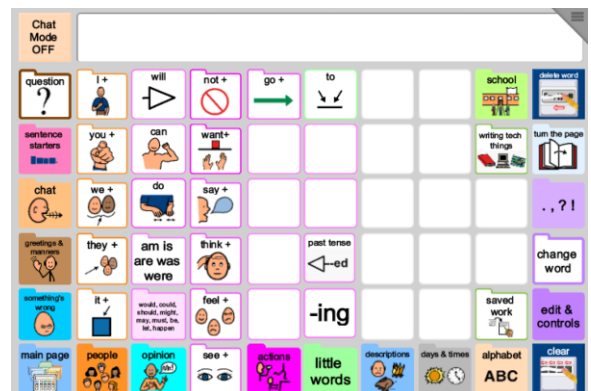 Chat
Mode
OFF
question
?
I +
will
not +
go +
to
school
delete word
sentence
starters
you +
can
want+
writing tech
things
turn the page
chat
we +
do
say +
. , ? !
greetings &
manners
they +
am is
are was
were
think +
past tense
-ed
change
word
something's
wrong
it +
would, could,
should, might,
may, must, be,
let, happen
feel +
-ing
saved
work
edit &
controls
main page
people
opinion
see +
actions
little
words
descriptions
days & times
alphabet
ABC
clear